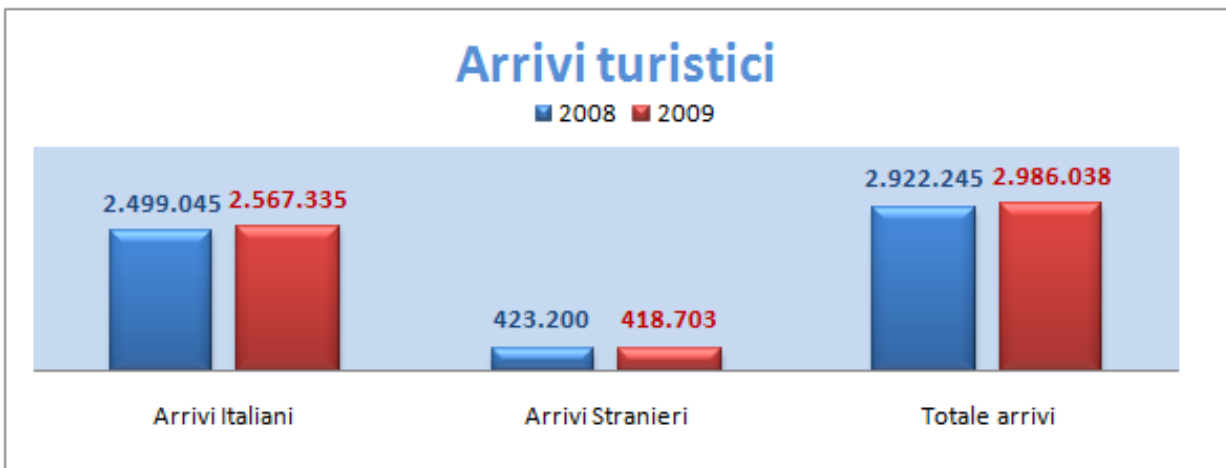 Arrivi turistici
2008 2009
2.499.045 2.567.335 423.200 418.703 2.922.245 2.986.038
Arrivi Italiani Arrivi Stranieri Totale arrivi